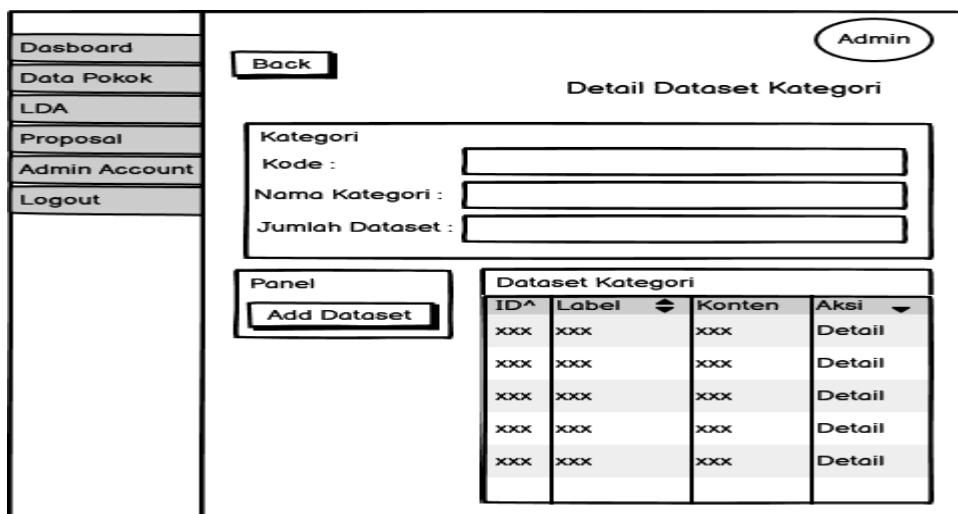 Dasboard
Data Pokok
LDA
Proposal
Admin Account
Logout
Admin
Back
Detail Dataset Kategori
Kategori
Kode :
Nama Kategori :
Jumlah Dataset :
Panel
Add Dataset
Dataset Kategori
ID^ Label Konten Aksi
xxx xxx xxx Detail
xxx xxx xxx Detail
xxx xxx xxx Detail
xxx xxx xxx Detail
xxx xxx xxx Detail